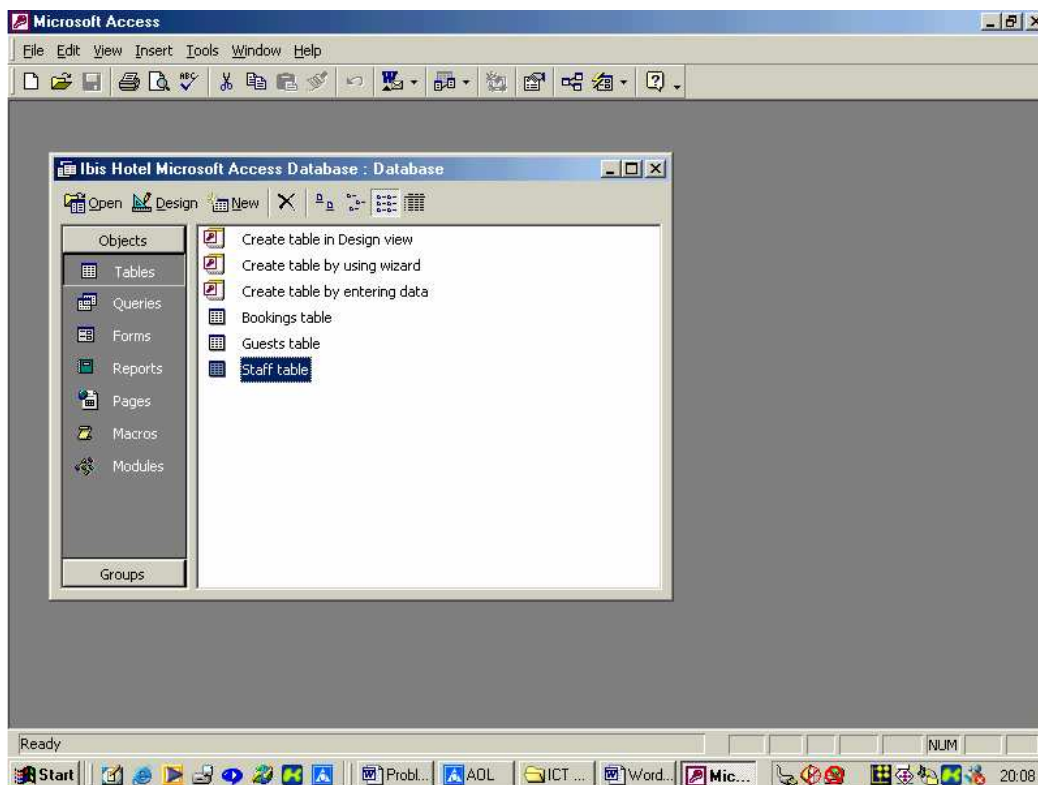 Microsoft Access
File Edit View Insert Tools Window Help
ABC
Ibis Hotel Microsoft Access Database : Database
Open Design New
Objects
Tables
Queries
Forms
Reports
Pages
Macros
Modules
Groups
Create table in Design view
Create table by using wizard
Create table by entering data
Bookings table
Guests table
Staff table
Ready NUM
Start Probl... AOL ICT ... Word... Mic... 20:08